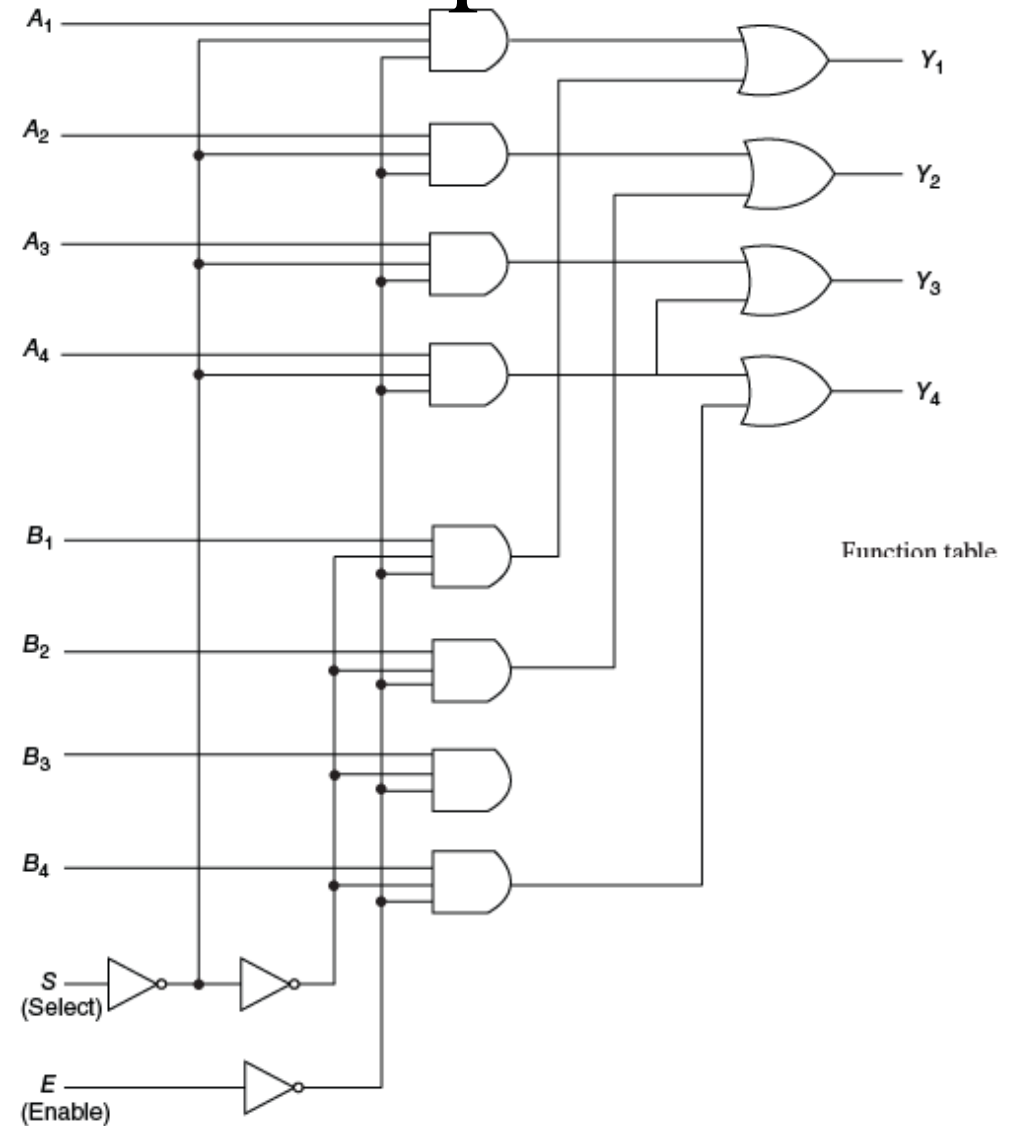 A1
Y1
A2
Y2
A3
Y3
A4
Y4
B1
Function table
B2
B3
B4
S
(Select)
E
(Enable)